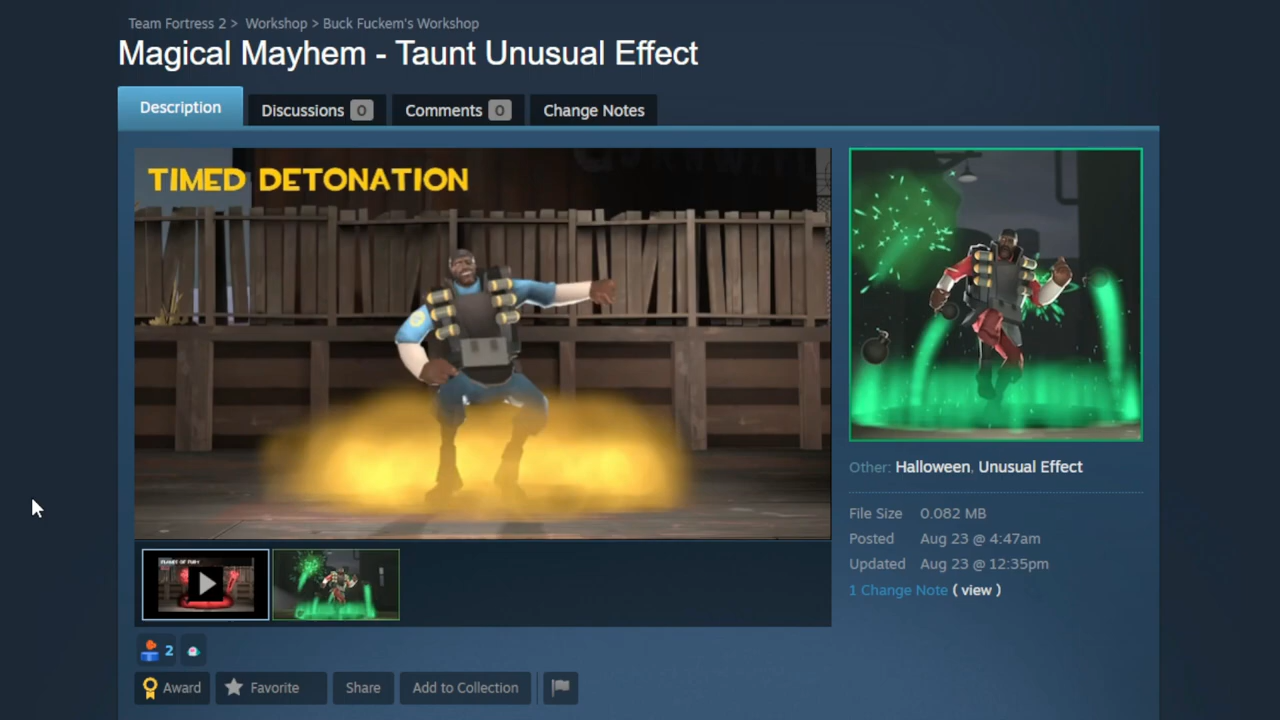 Team Fortress 2 > Workshop > Buck Fuckem's Workshop
Magical Mayhem - Taunt Unusual Effect
Description
Discussions 0
Comments 0
Change Notes
TIMED DETONATION
Other: Halloween, Unusual Effect
File Size 0.082 MB
Posted Aug 23 @ 4:47am
Updated Aug 23 @ 12:35pm
1 Change Note ( view )
2
Award
Favorite
Share
Add to Collection